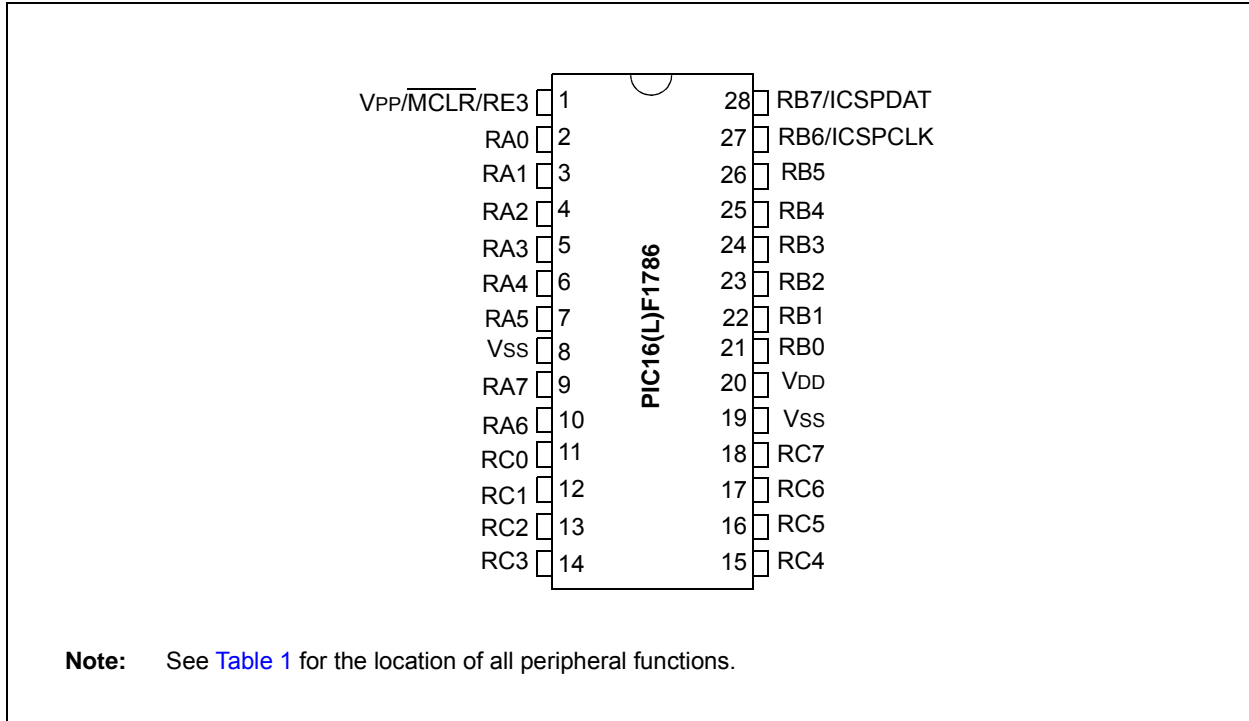 VPP/MCLR/RE3 1 28 RB7/ICSPDAT
RA0 2 27 RB6/ICSPCLK
RA1 3 26 RB5
RA2 4 25 RB4
RA3 5 24 RB3
RA4 6 23 RB2
RA5 7 22 RB1
VSS 8 21 RB0
RA7 9 20 VDD
RA6 10 19 VSS
RC0 11 18 RC7
RC1 12 17 RC6
RC2 13 16 RC5
RC3 14 15 RC4
PIC16(L)F1786
Note: See Table 1 for the location of all peripheral functions.